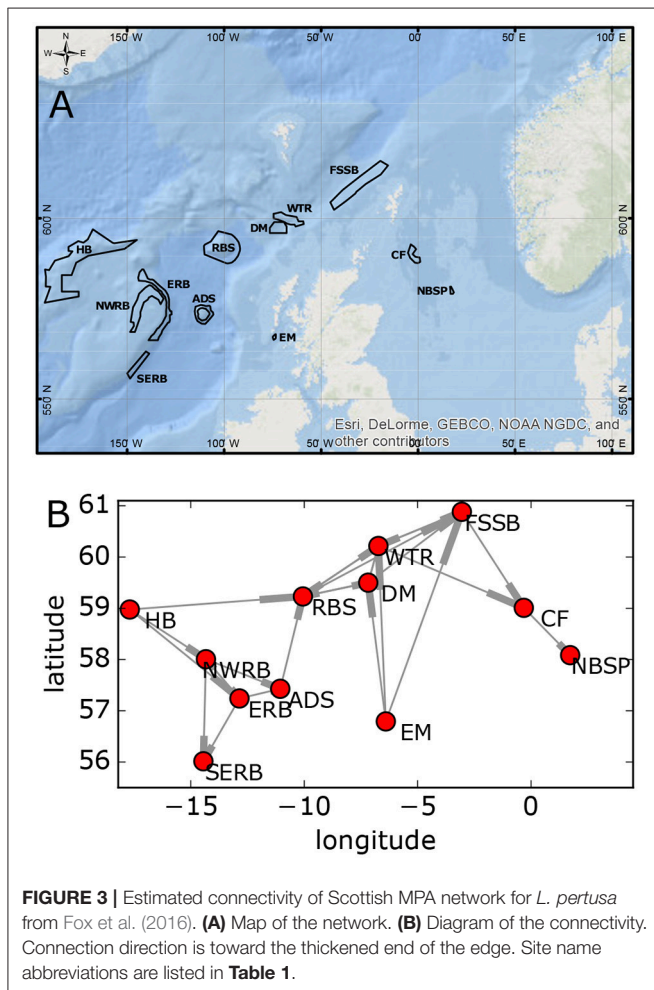 150 W 100 W 50 W 00 50 E 100 E
N
W E
S
A
FSSB
WTR
600 N
DM
HB
RBS
CF
ERB
NBSP
ADS
NWRB
EM
SERB
550 N
Esri, DeLorme, GEBCO, NOAA NGDC, and
other contributors
150 W 100 W 50 W 00 50 E 100 E
B
61
FSSB
60
WTR
DM
59
RBS
CF
HB
58
NWRB
NBSP
ADS
57
ERB
EM
56
SERB
latitude
−15 −10 −5 0
longitude
FIGURE 3 | Estimated connectivity of Scottish MPA network for L. pertusa
from Fox et al. (2016). (A) Map of the network. (B) Diagram of the connectivity.
Connection direction is toward the thickened end of the edge. Site name
abbreviations are listed in Table 1.